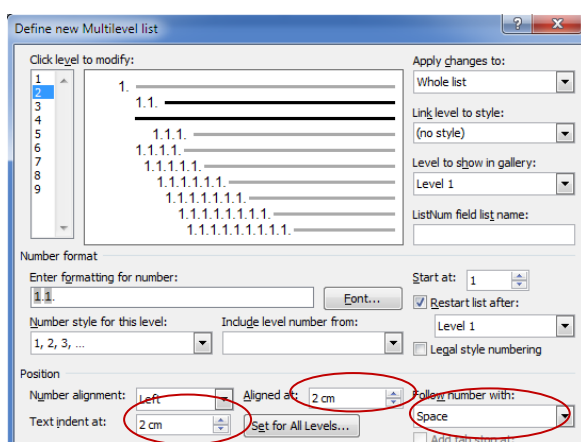 Define new Multilevel list
Click level to modify:
Apply changes to:
1
2
3
4
5
6
7
8
9
1.
1.1.
1.1.1.
1.1.1.1.
1.1.1.1.1.
1.1.1.1.1.1.
1.1.1.1.1.1.1.
1.1.1.1.1.1.1.1.
1.1.1.1.1.1.1.1.1.
Whole list
Link level to style:
(no style)
Level to show in gallery:
Level 1
ListNum field list name:
Number format
Enter formatting for number:
1.1.
Font...
Start at: 1
Restart list after:
Level 1
Legal style numbering
Number style for this level:
Include level number from:
1, 2, 3, ...
Position
Number alignment: Left
Aligned at: 2 cm
Follow number with:
Text indent at: 2 cm
Set for All Levels...
Space
Add tab stop at: